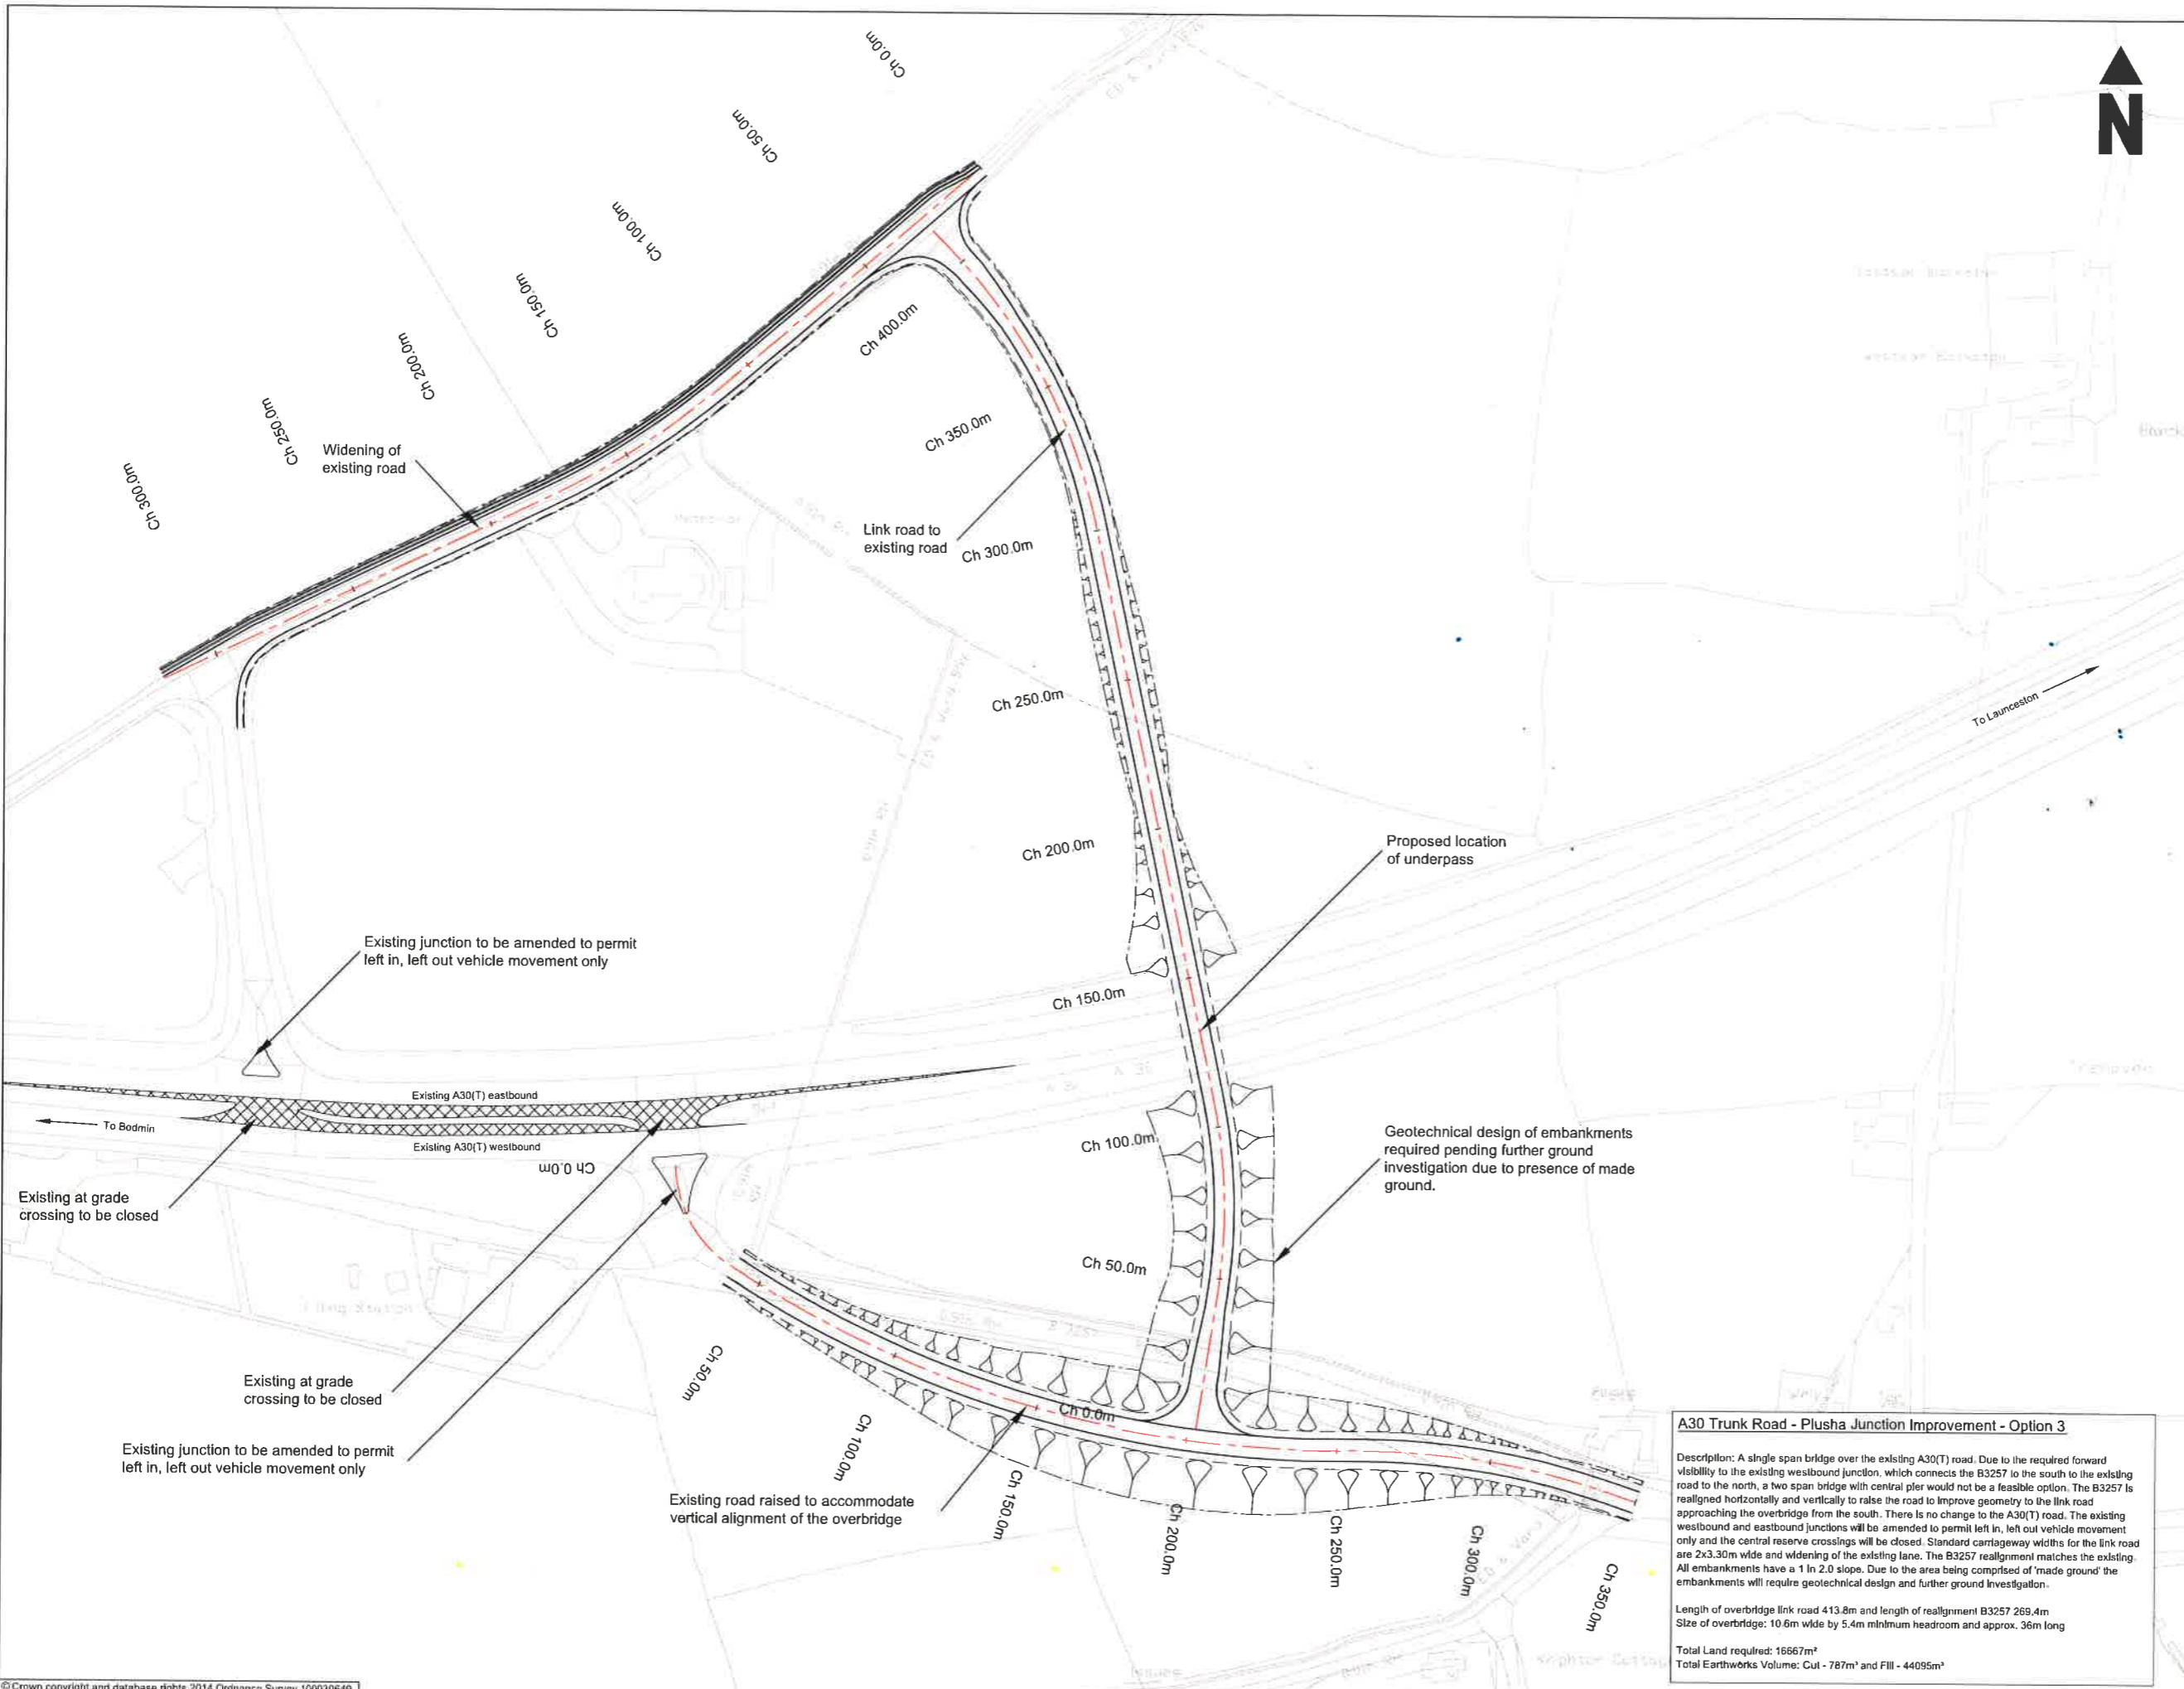 N
Ch 0.0m
Ch 50.0m
Ch 100.0m
Ch 150.0m
Ch 200.0m
Ch 250.0m
Ch 300.0m
Widening of
existing road
Ch 400.0m
Ch 350.0m
Link road to
existing road
Ch 300.0m
Ch 250.0m
Ch 200.0m
Ch 150.0m
Ch 100.0m
Ch 50.0m
Ch 0.0m
To Launceston
Proposed location
of underpass
Existing junction to be amended to permit
left in, left out vehicle movement only
Existing A30(T) eastbound
To Bodmin
Existing A30(T) westbound
Ch 0.0m
Existing at grade
crossing to be closed
Geotechnical design of embankments
required pending further ground
investigation due to presence of made
ground.
Filling Station
B 3257
Existing at grade
crossing to be closed
Existing junction to be amended to permit
left in, left out vehicle movement only
Existing road raised to accommodate
vertical alignment of the overbridge
Ch 50.0m
Ch 100.0m
Ch 150.0m
Ch 200.0m
Ch 250.0m
Ch 300.0m
Ch 350.0m
A30 Trunk Road - Plusha Junction Improvement - Option 3
Description: A single span bridge over the existing A30(T) road. Due to the required forward
visibility to the existing westbound junction, which connects the B3257 to the south to the existing
road to the north, a two span bridge with central pier would not be a feasible option. The B3257 is
realigned horizontally and vertically to raise the road to improve geometry to the link road
approaching the overbridge from the south. There is no change to the A30(T) road. The existing
westbound and eastbound junctions will be amended to permit left in, left out vehicle movement
only and the central reserve crossings will be closed. Standard carriageway widths for the link road
are 2x3.30m wide and widening of the existing lane. The B3257 realignment matches the existing.
All embankments have a 1 in 2.0 slope. Due to the area being comprised of 'made ground' the
embankments will require geotechnical design and further ground investigation.
Length of overbridge link road 413.8m and length of realignment B3257 269.4m
Size of overbridge: 10.6m wide by 5.4m minimum headroom and approx. 36m long
Total Land required: 16667m²
Total Earthworks Volume: Cut - 787m³ and Fill - 44095m³
© Crown copyright and database rights 2014 Ordnance Survey 100030649